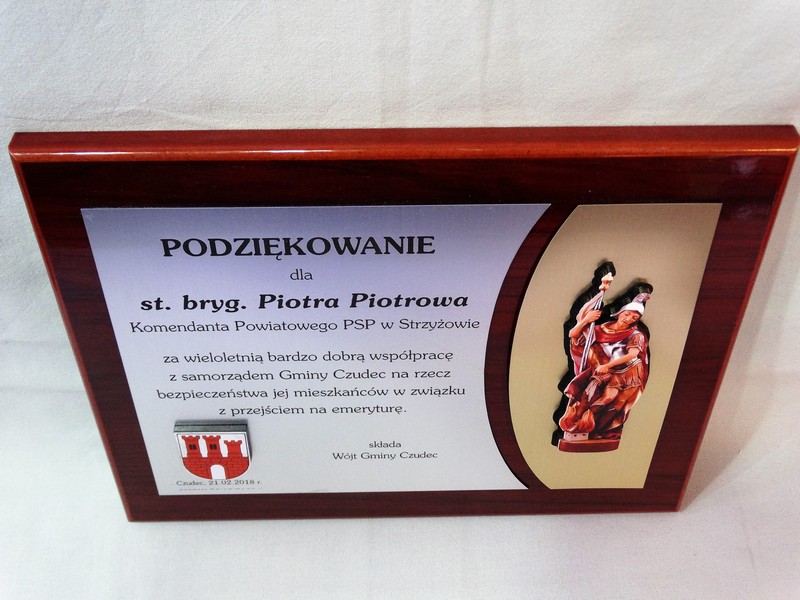 PODZIĘKOWANIE
dla
st. bryg. Piotra Piotrowa
Komendanta Powiatowego PSP w Strzyżowie
za wieloletnią bardzo dobrą współpracę
z samorządem Gminy Czudec na rzecz
bezpieczeństwa jej mieszkańców w związku
z przejściem na emeryturę.
składa
Wójt Gminy Czudec
Czudec, 21.02.2018 r.